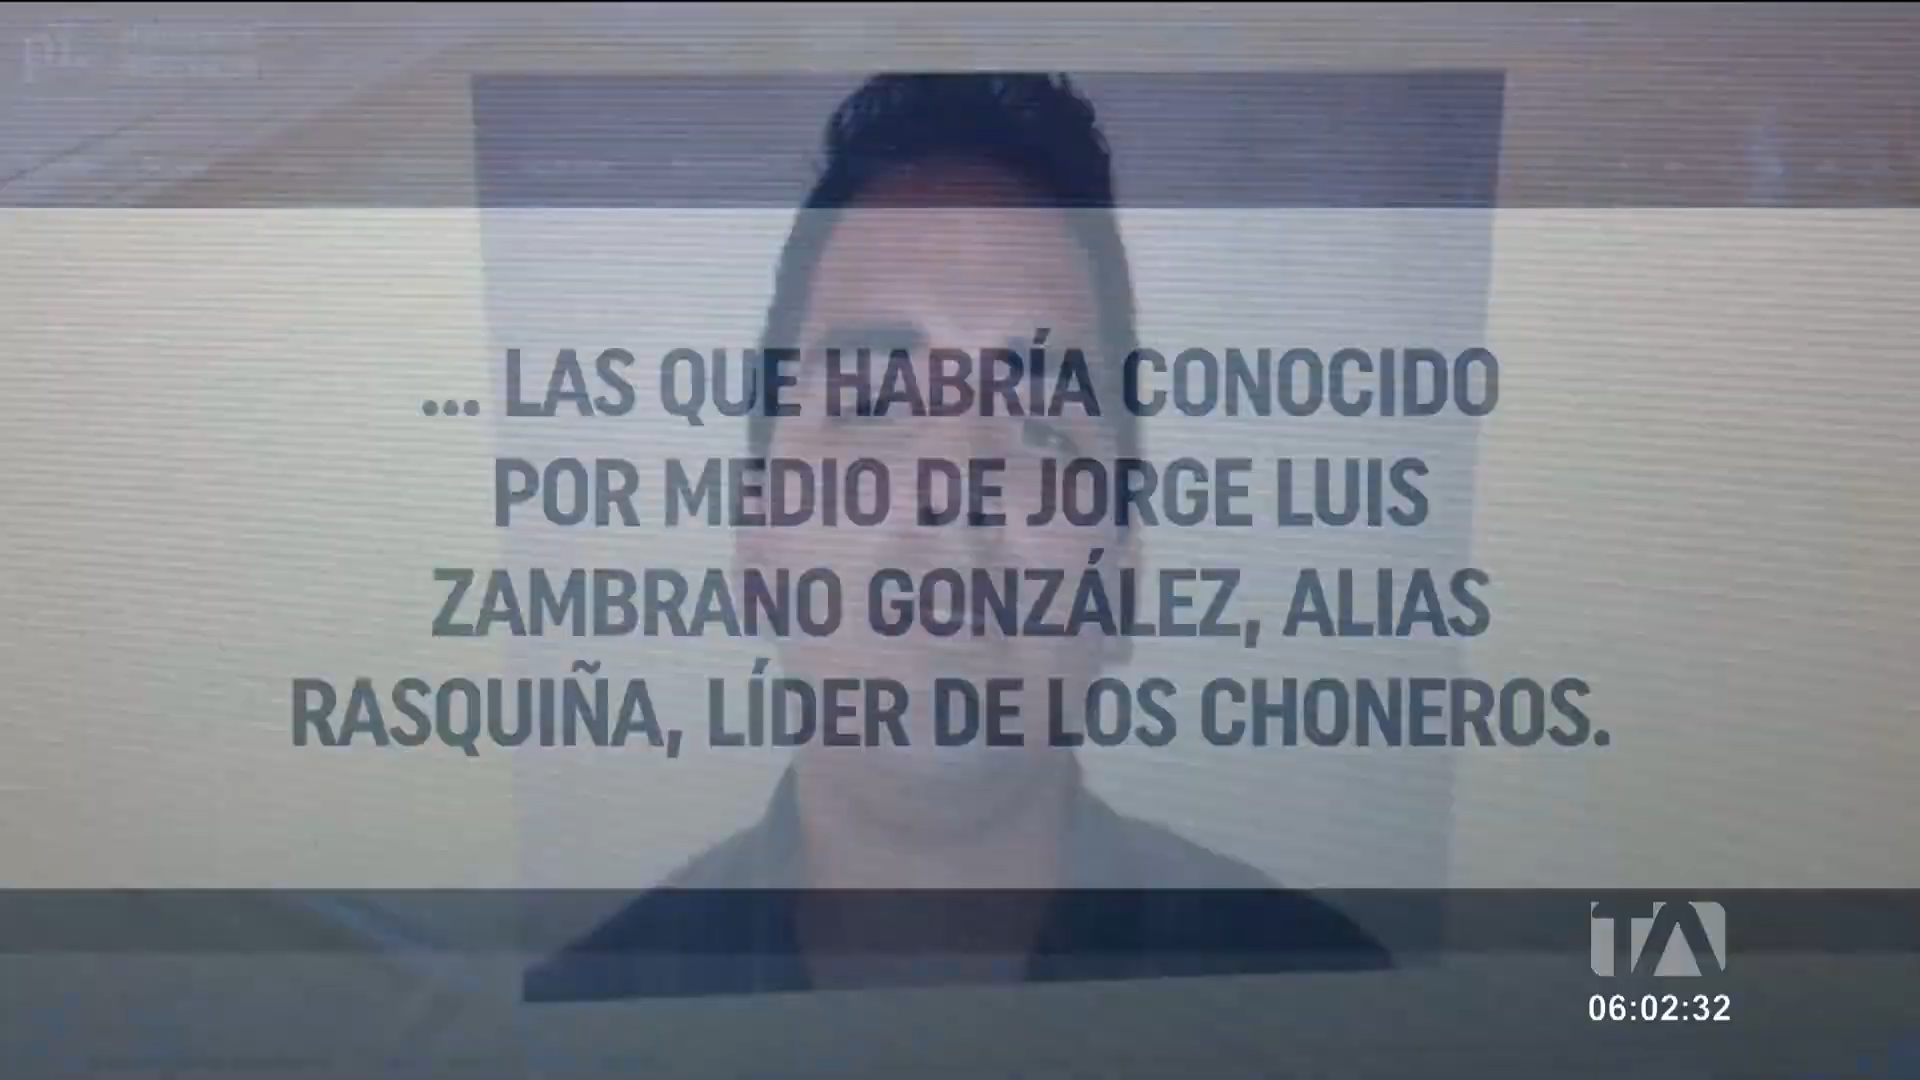 ... LAS QUE HABRÍA CONOCIDO
POR MEDIO DE JORGE LUIS
ZAMBRANO GONZÁLEZ, ALIAS
RASQUIÑA, LÍDER DE LOS CHONEROS.
TA
06:02:32